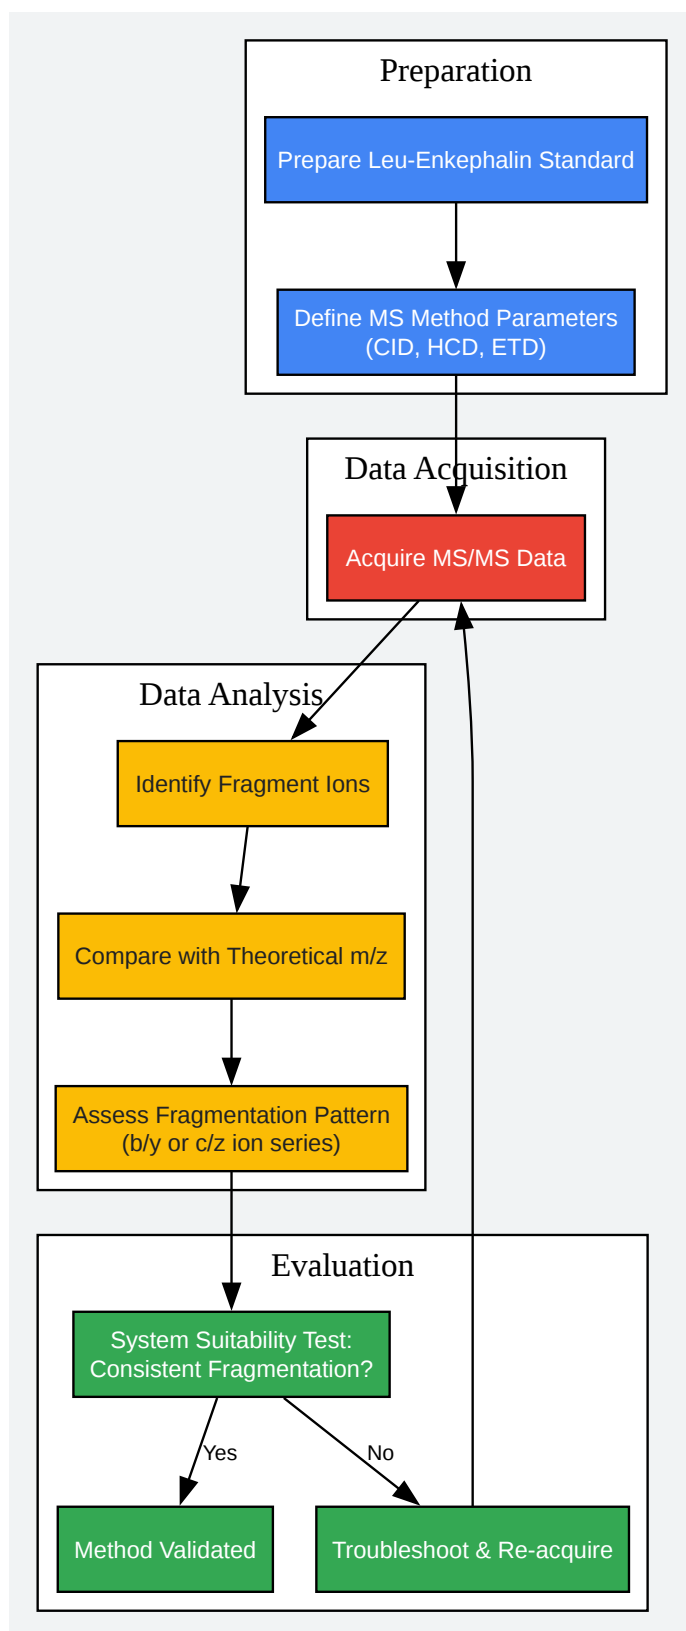 Preparation
Prepare Leu-Enkephalin Standard
Define MS Method Parameters
(CID, HCD, ETD)
Data Acquisition
Acquire MS/MS Data
Data Analysis
Identify Fragment Ions
Compare with Theoretical m/z
Assess Fragmentation Pattern
(b/y or c/z ion series)
Evaluation
System Suitability Test:
Consistent Fragmentation?
Yes
No
Method Validated
Troubleshoot & Re-acquire